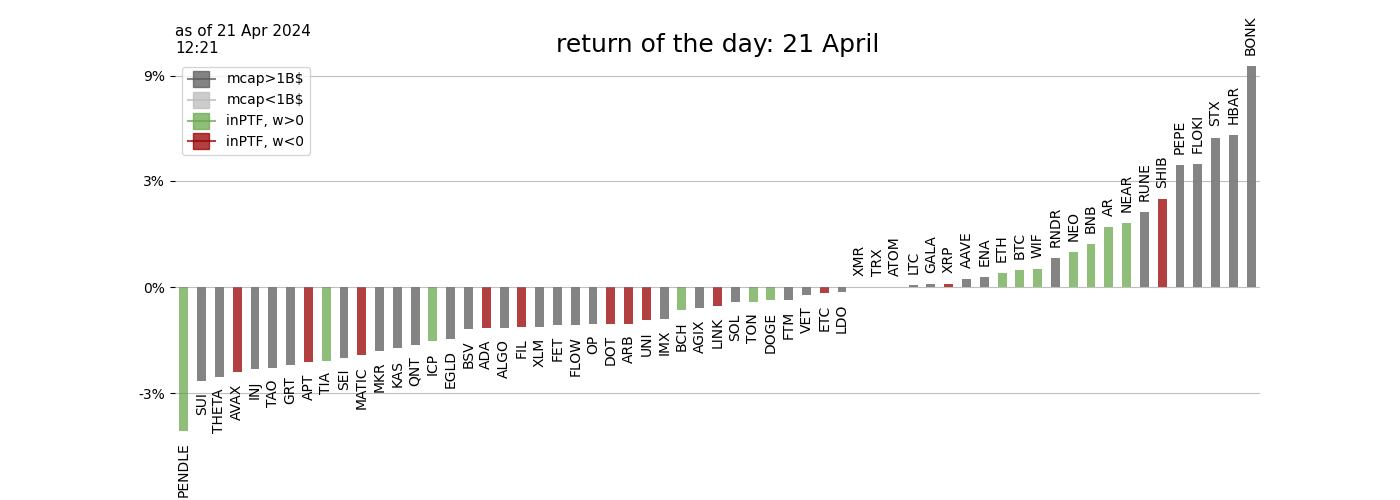 as of 21 Apr 2024
12:21
return of the day: 21 April
mcap>1B$
mcap<1B$
inPTF, w>0
inPTF, w<0
9%
3%
0%
-3%
PENDLE
SUI
THETA
AVAX
INJ
TAO
GRT
APT
TIA
SEI
MATIC
MKR
KAS
QNT
ICP
EGLD
BSV
ADA
ALGO
FIL
XLM
FET
FLOW
OP
DOT
ARB
UNI
IMX
BCH
AGIX
LINK
SOL
TON
DOGE
FTM
VET
ETC
LDO
XMR
TRX
ATOM
LTC
GALA
XRP
AAVE
ENA
ETH
BTC
WIF
RNDR
NEO
BNB
AR
NEAR
RUNE
SHIB
PEPE
FLOKI
STX
HBAR
BONK